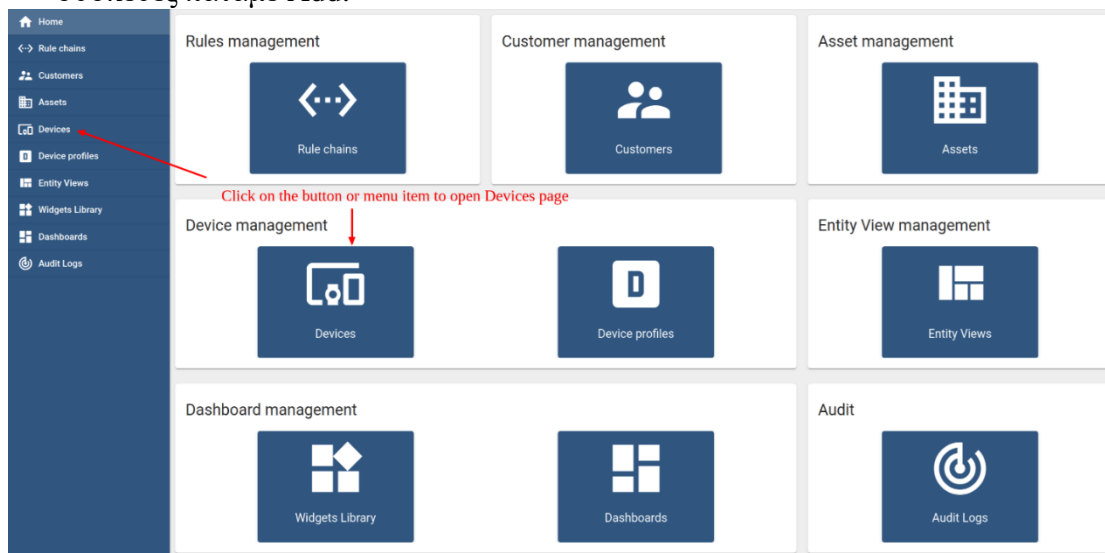 Home
Rule chains
Customers
Assets
Devices
Device profiles
Entity Views
Widgets Library
Dashboards
Audit Logs
Rules management
Rule chains
Customer management
Customers
Asset management
Assets
Click on the button or menu item to open Devices page
Device management
Devices
D
Device profiles
Entity View management
Entity Views
Dashboard management
Widgets Library
Dashboards
Audit
Audit Logs